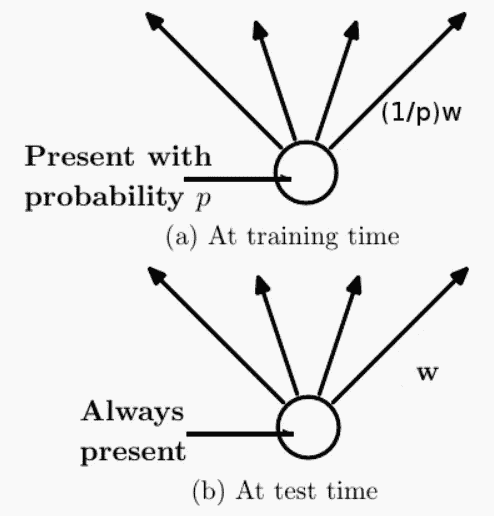 (1/p)w
Present with
probability p
(a) At training time
w
Always
present
(b) At test time